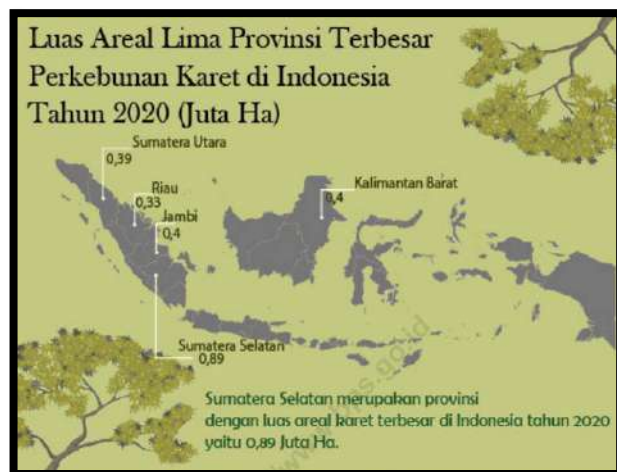 Luas Areal Lima Provinsi Terbesar
Perkebunan Karet di Indonesia
Tahun 2020 (Juta Ha)
Sumatera Utara
0,39
Riau
0,33
Jambi
0,4
Kalimantan Barat
0,4
Sumatera Selatan
0,89
Sumatera Selatan merupakan provinsi
dengan luas areal karet terbesar di Indonesia tahun 2020
yaitu 0,89 Juta Ha.